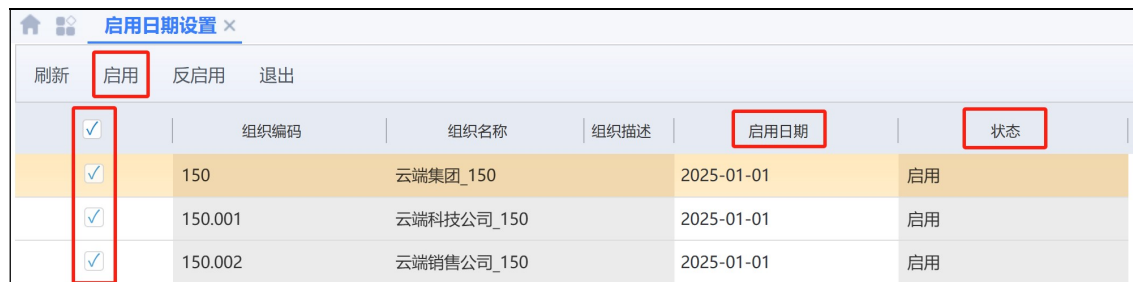 启用日期设置 ×
刷新 启用 反启用 退出
组织编码 组织名称 组织描述 启用日期 状态
150 云端集团_150 2025-01-01 启用
150.001 云端科技公司_150 2025-01-01 启用
150.002 云端销售公司_150 2025-01-01 启用